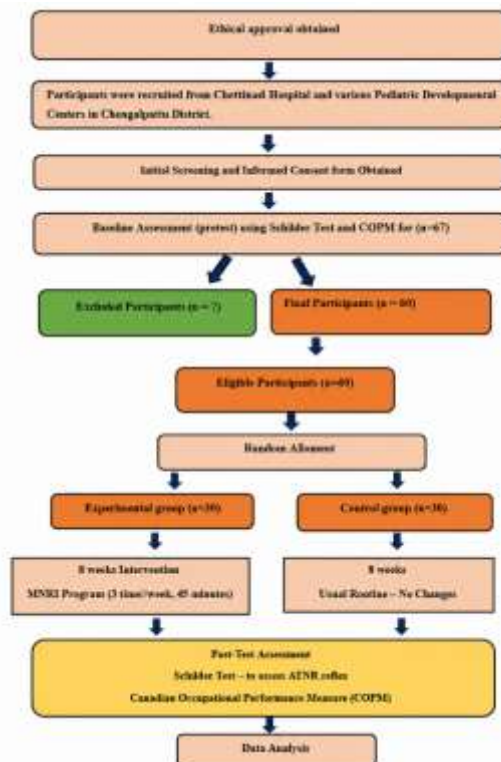 Ethical approval obtained
Participants were recruited from Chettinad Hospital and various Pediatric Developmental
Centers in Chengalpattu District.
Initial Screening and Informed Consent form Obtained
Baseline Assessment (pretest) using Schilder Test and COPM for (n=67)
Excluded Participants (n = 7)
Final Participants (n = 60)
Eligible Participants (n=60)
Random Allotment
Experimental group (n=30)
Control group (n=30)
8 weeks Intervention
MNRI Program (3 time/week, 45 minutes)
8 weeks
Usual Routine – No Changes
Post-Test Assessment
Schilder Test – to assess ATNR reflex
Canadian Occupational Performance Measure (COPM)
Data Analysis